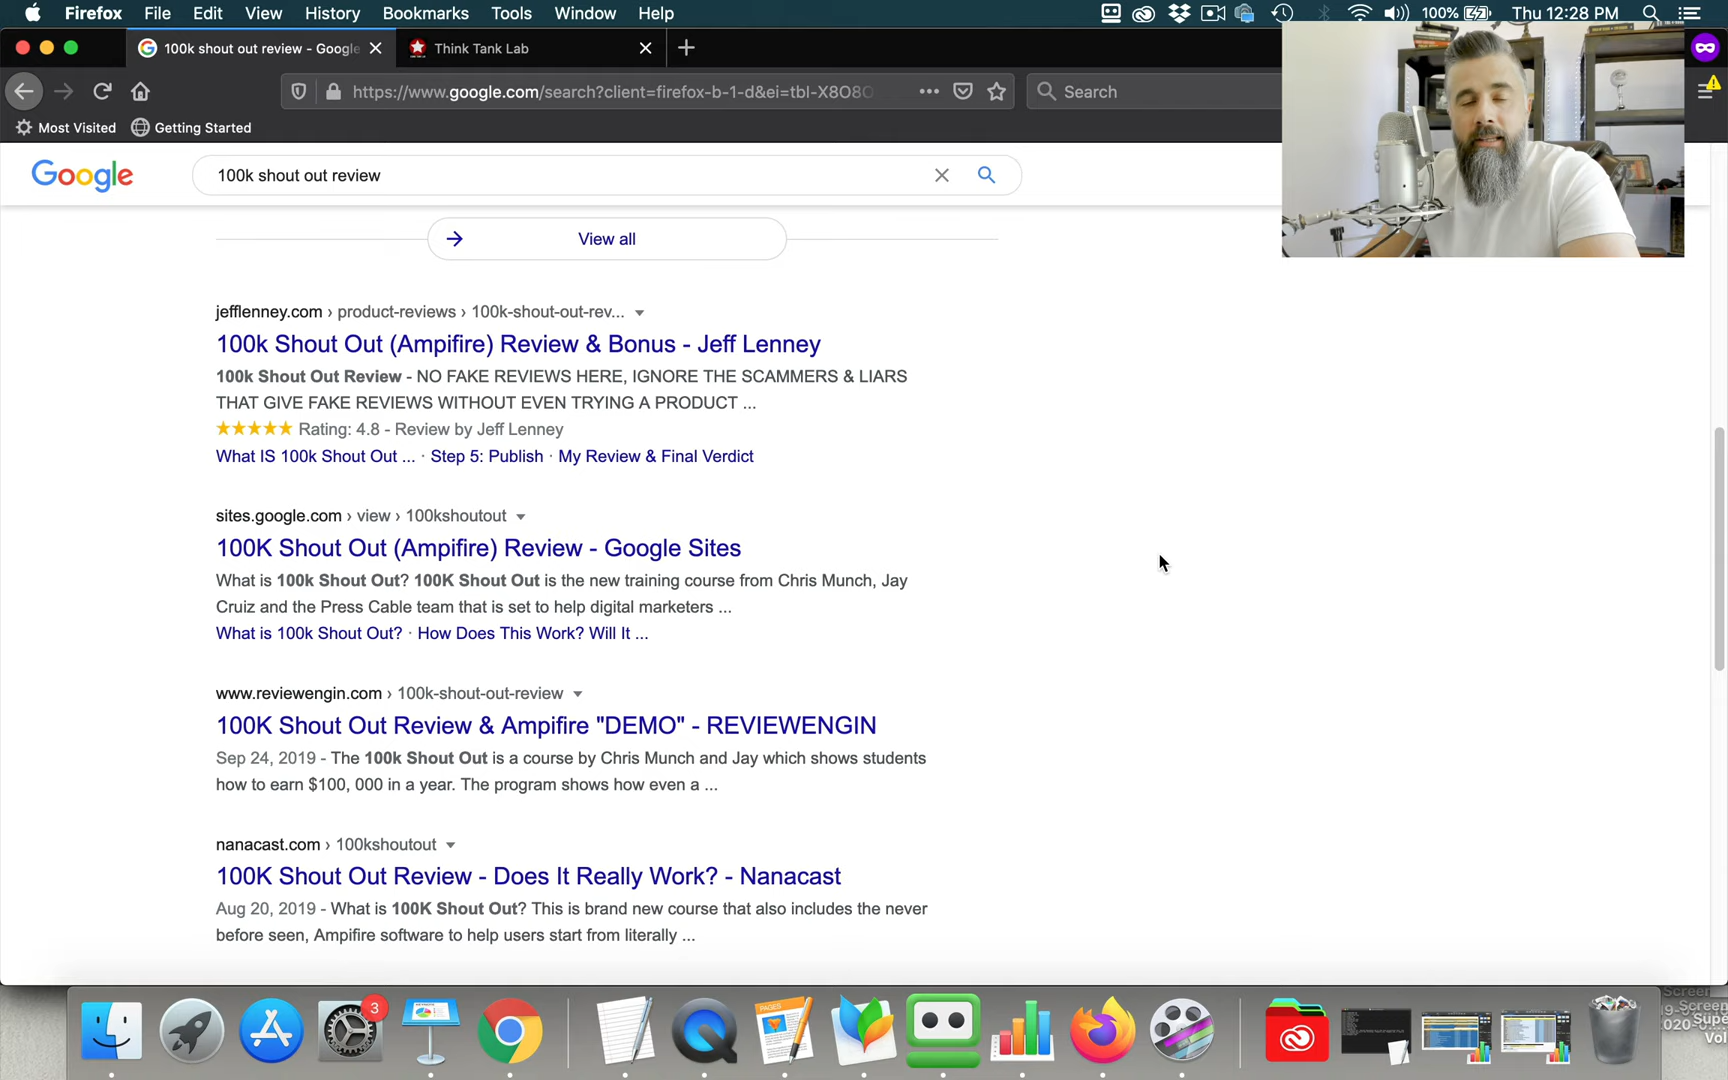 Firefox File Edit View History Bookmarks Tools Window Help 100% Thu 12:28 PM
100k shout out review - Google Think Tank Lab
https://www.google.com/search?client=firefox-b-1-d&ei=tbl-X8O8O Search
Most Visited Getting Started
Google 100k shout out review
View all
jefflenney.com › product-reviews › 100k-shout-out-rev...
100k Shout Out (Ampifire) Review & Bonus - Jeff Lenney
100k Shout Out Review - NO FAKE REVIEWS HERE, IGNORE THE SCAMMERS & LIARS
THAT GIVE FAKE REVIEWS WITHOUT EVEN TRYING A PRODUCT ...
Rating: 4.8 - Review by Jeff Lenney
What IS 100k Shout Out ... · Step 5: Publish · My Review & Final Verdict
sites.google.com › view › 100kshoutout
100K Shout Out (Ampifire) Review - Google Sites
What is 100k Shout Out? 100K Shout Out is the new training course from Chris Munch, Jay
Cruiz and the Press Cable team that is set to help digital marketers ...
What is 100k Shout Out? · How Does This Work? Will It ...
www.reviewengin.com › 100k-shout-out-review
100K Shout Out Review & Ampifire "DEMO" - REVIEWENGIN
Sep 24, 2019 - The 100k Shout Out is a course by Chris Munch and Jay which shows students
how to earn $100, 000 in a year. The program shows how even a ...
nanacast.com › 100kshoutout
100K Shout Out Review - Does It Really Work? - Nanacast
Aug 20, 2019 - What is 100K Shout Out? This is brand new course that also includes the never
before seen, Ampifire software to help users start from literally ...
3
PAGES